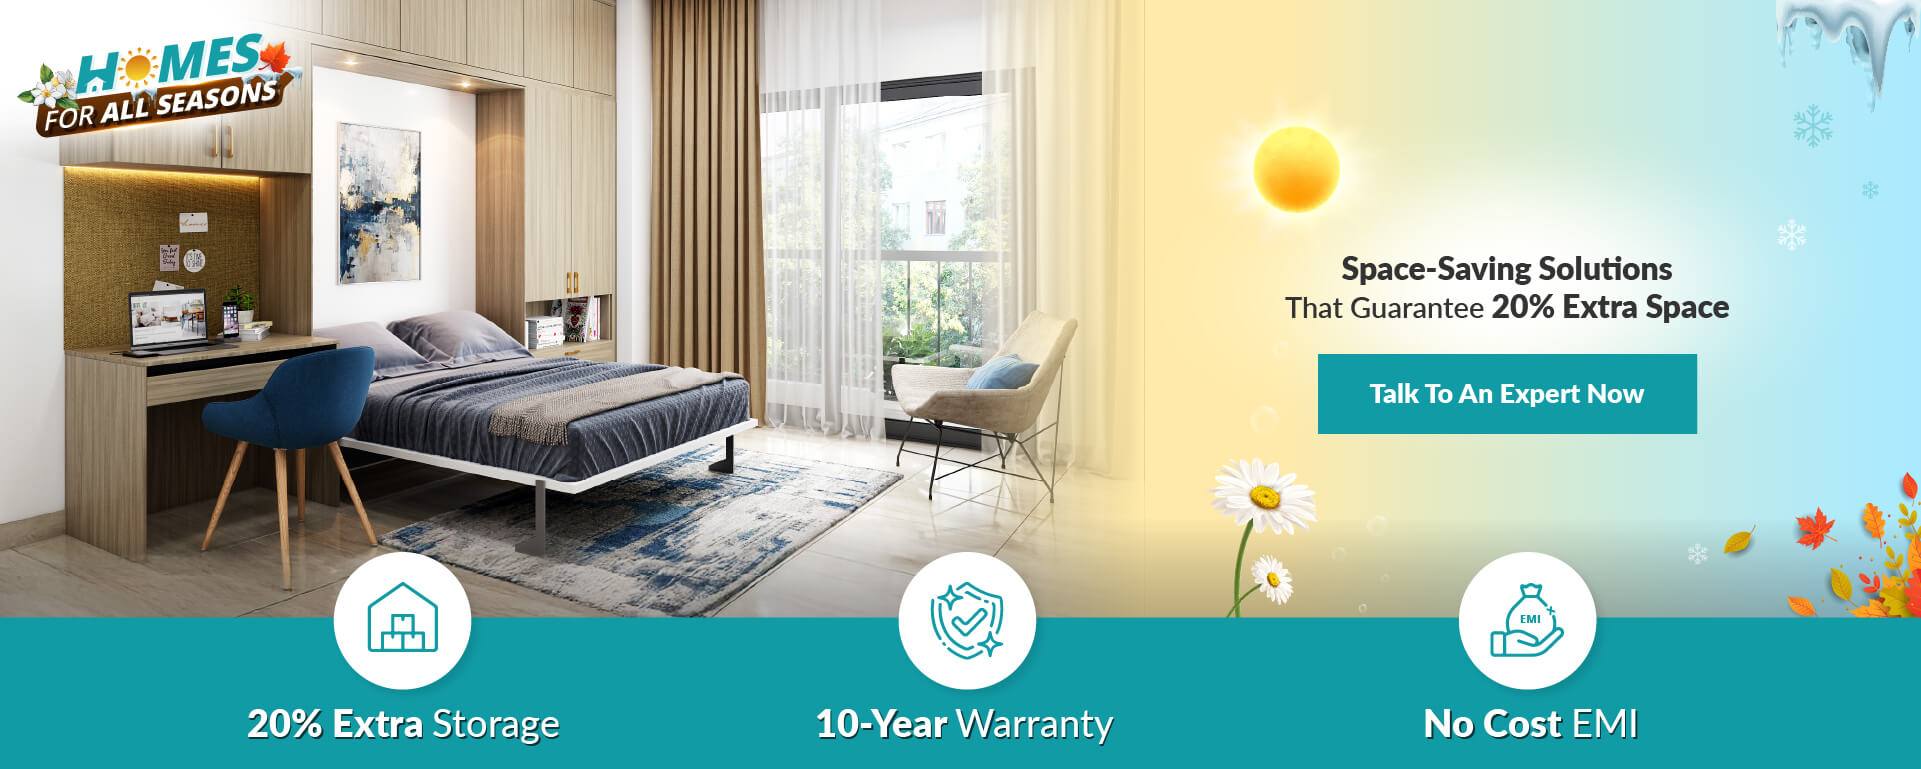 HOMES
FOR ALL SEASONS
Space-Saving Solutions
That Guarantee 20% Extra Space
Talk To An Expert Now
EMI
20% Extra Storage
10-Year Warranty
No Cost EMI